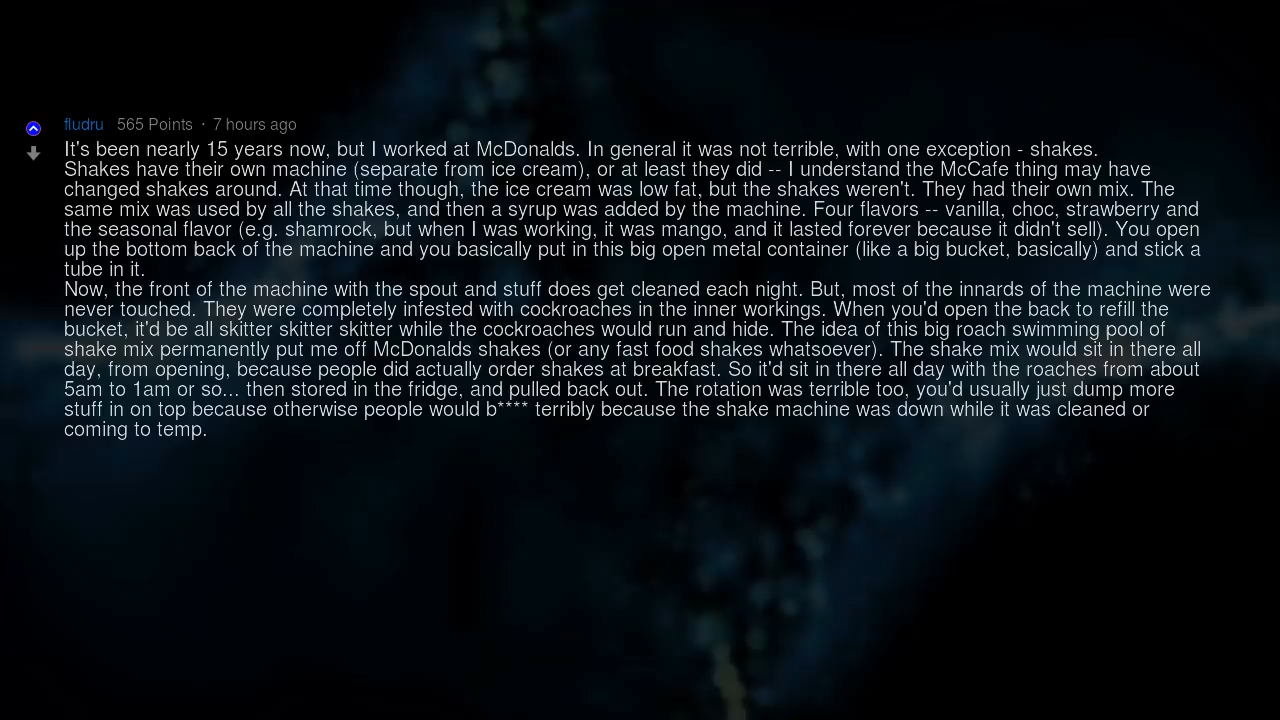 fludru 565 Points · 7 hours ago
It's been nearly 15 years now, but I worked at McDonalds. In general it was not terrible, with one exception - shakes.
Shakes have their own machine (separate from ice cream), or at least they did -- I understand the McCafe thing may have
changed shakes around. At that time though, the ice cream was low fat, but the shakes weren't. They had their own mix. The
same mix was used by all the shakes, and then a syrup was added by the machine. Four flavors -- vanilla, choc, strawberry and
the seasonal flavor (e.g. shamrock, but when I was working, it was mango, and it lasted forever because it didn't sell). You open
up the bottom back of the machine and you basically put in this big open metal container (like a big bucket, basically) and stick a
tube in it.
Now, the front of the machine with the spout and stuff does get cleaned each night. But, most of the innards of the machine were
never touched. They were completely infested with cockroaches in the inner workings. When you'd open the back to refill the
bucket, it'd be all skitter skitter skitter while the cockroaches would run and hide. The idea of this big roach swimming pool of
shake mix permanently put me off McDonalds shakes (or any fast food shakes whatsoever). The shake mix would sit in there all
day, from opening, because people did actually order shakes at breakfast. So it'd sit in there all day with the roaches from about
5am to 1am or so... then stored in the fridge, and pulled back out. The rotation was terrible too, you'd usually just dump more
stuff in on top because otherwise people would b**** terribly because the shake machine was down while it was cleaned or
coming to temp.